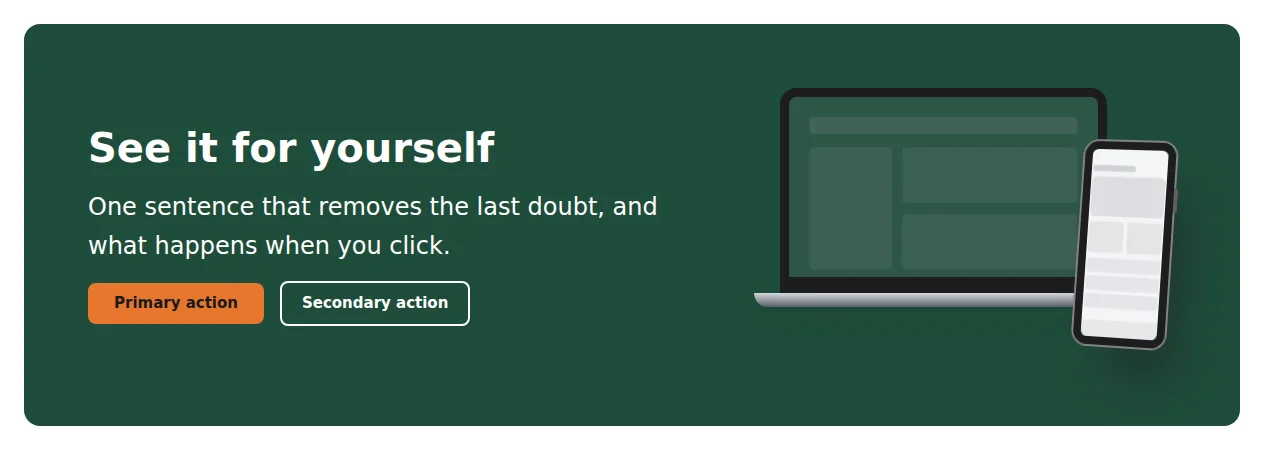 See it for yourself
One sentence that removes the last doubt, and
what happens when you click.
Primary action
Secondary action